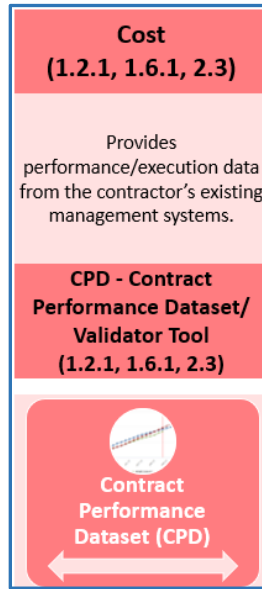 Cost
(1.2.1, 1.6.1, 2.3)
Provides
performance/execution data
from the contractor's existing
management systems.
CPD - Contract
Performance Dataset/
Validator Tool
(1.2.1, 1.6.1, 2.3)
Contract
Performance
Dataset (CPD)